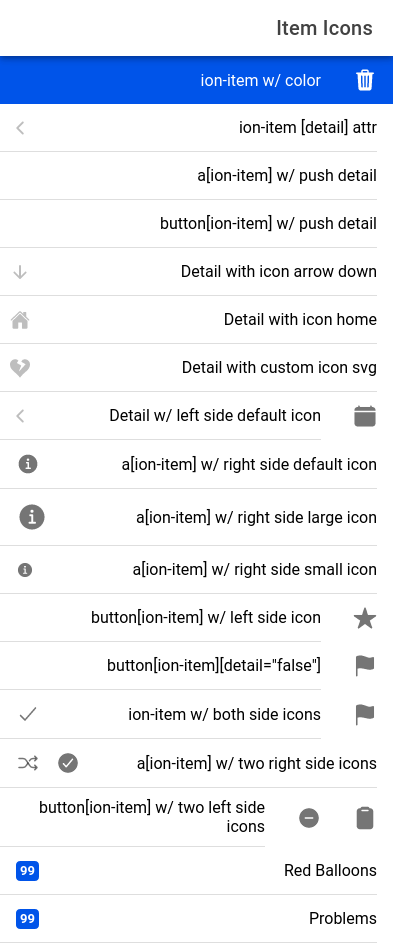 Item Icons
ion-item w/ color
ion-item [detail] attr
a[ion-item] w/ push detail
button[ion-item] w/ push detail
Detail with icon arrow down
Detail with icon home
Detail with custom icon svg
Detail w/ left side default icon
a[ion-item] w/ right side default icon
a[ion-item] w/ right side large icon
a[ion-item] w/ right side small icon
button[ion-item] w/ left side icon
button[ion-item][detail="false"]
ion-item w/ both side icons
a[ion-item] w/ two right side icons
button[ion-item] w/ two left side
icons
Red Balloons
99
Problems
99